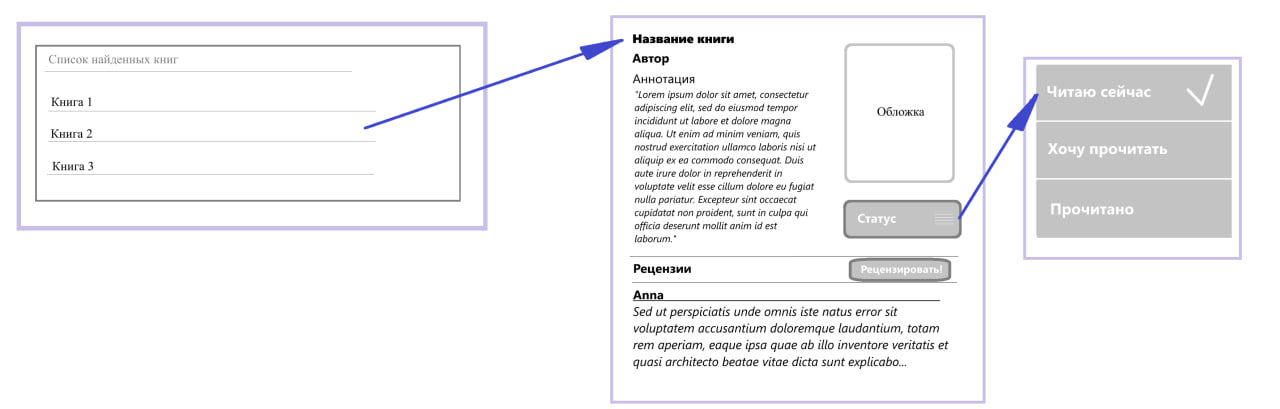 Список найденных книг
Книга 1
Книга 2
Книга 3
Название книги
Автор
Аннотация
"Lorem ipsum dolor sit amet, consectetur
adipiscing elit, sed do eiusmod tempor
incididunt ut labore et dolore magna
aliqua. Ut enim ad minim veniam, quis
nostrud exercitation ullamco laboris nisi ut
aliquip ex ea commodo consequat. Duis
aute irure dolor in reprehenderit in
voluptate velit esse cillum dolore eu fugiat
nulla pariatur. Excepteur sint occaecat
cupidatat non proident, sunt in culpa qui
officia deserunt mollit anim id est
laborum."
Обложка
Статус
Рецензии
Рецензировать!
Anna
Sed ut perspiciatis unde omnis iste natus error sit
voluptatem accusantium doloremque laudantium, totam
rem aperiam, eaque ipsa quae ab illo inventore veritatis et
quasi architecto beatae vitae dicta sunt explicabo...
Читаю сейчас
Хочу прочитать
Прочитано